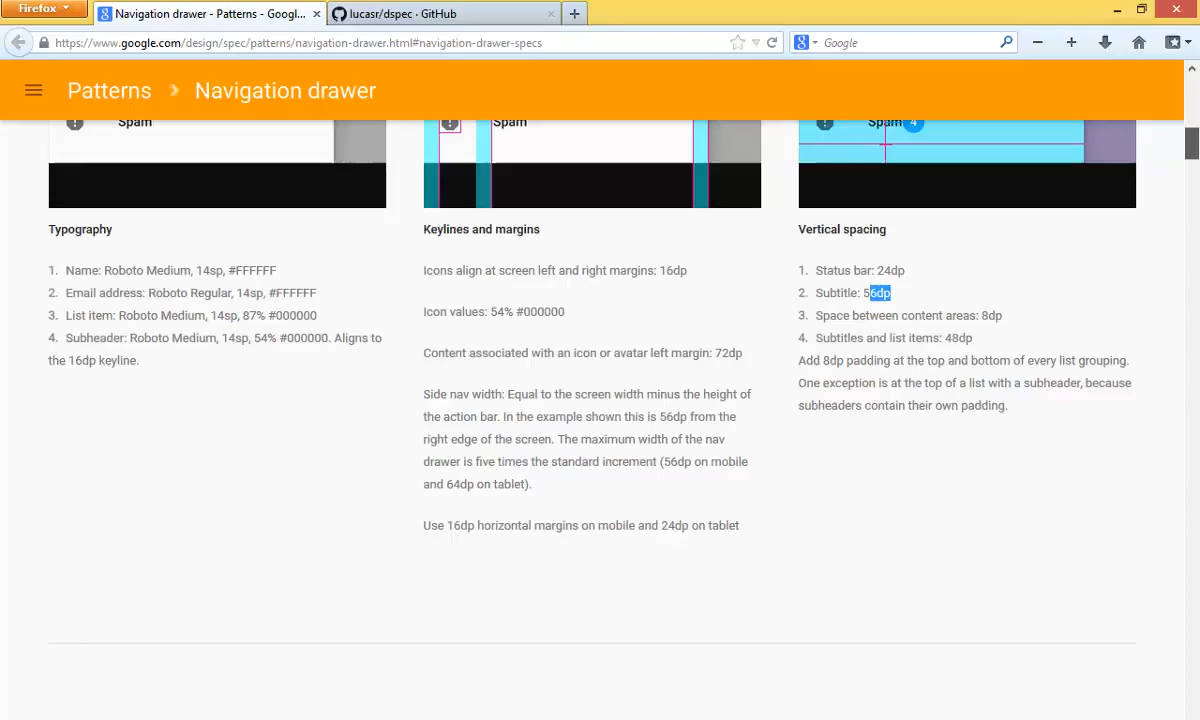 Firefox
Navigation drawer - Patterns - Googl...
lucasr/dspec · GitHub
https://www.google.com/design/spec/patterns/navigation-drawer.html#navigation-drawer-specs
Google
Patterns > Navigation drawer
Spam
Spam
Spam 4
Typography
1. Name: Roboto Medium, 14sp, #FFFFFF
2. Email address: Roboto Regular, 14sp, #FFFFFF
3. List item: Roboto Medium, 14sp, 87% #000000
4. Subheader: Roboto Medium, 14sp, 54% #000000. Aligns to
the 16dp keyline.
Keylines and margins
Icons align at screen left and right margins: 16dp
Icon values: 54% #000000
Content associated with an icon or avatar left margin: 72dp
Side nav width: Equal to the screen width minus the height of
the action bar. In the example shown this is 56dp from the
right edge of the screen. The maximum width of the nav
drawer is five times the standard increment (56dp on mobile
and 64dp on tablet).
Use 16dp horizontal margins on mobile and 24dp on tablet
Vertical spacing
1. Status bar: 24dp
2. Subtitle: 56dp
3. Space between content areas: 8dp
4. Subtitles and list items: 48dp
Add 8dp padding at the top and bottom of every list grouping.
One exception is at the top of a list with a subheader, because
subheaders contain their own padding.